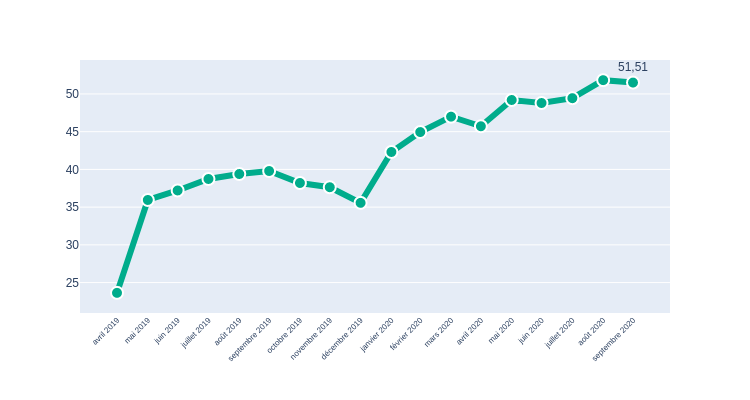 51,51
50
45
40
35
30
25
avril 2019
mai 2019
juin 2019
juillet 2019
août 2019
septembre 2019
octobre 2019
novembre 2019
décembre 2019
janvier 2020
février 2020
mars 2020
avril 2020
mai 2020
juin 2020
juillet 2020
août 2020
septembre 2020